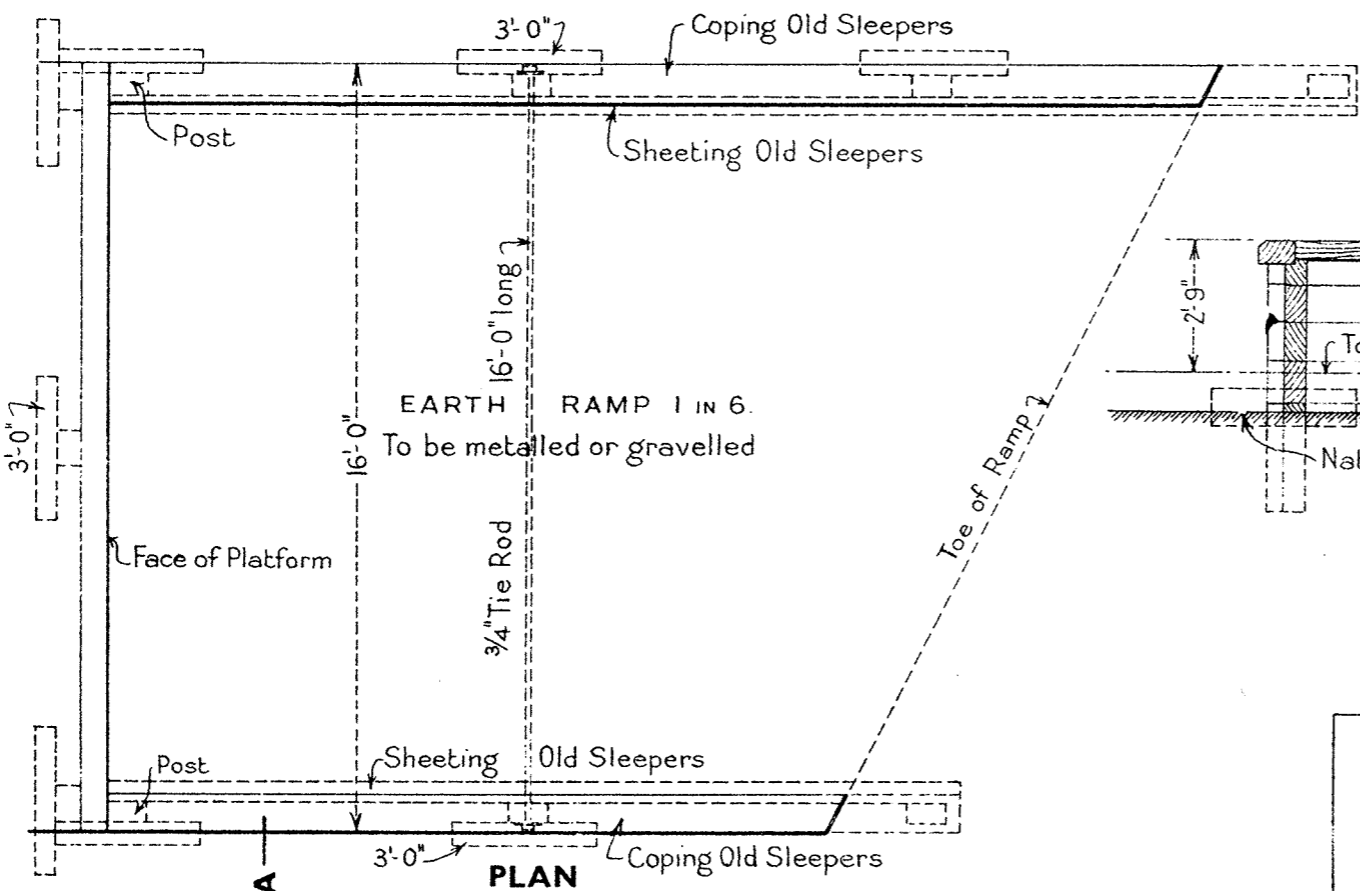 3'-0"
Coping Old Sleepers
Post
Sheeting Old Sleepers
16'-0" long
2'-9"
To
EARTH RAMP 1 IN 6.
To be metalled or gravelled
3'-0"
16'-0"
Toe of Ramp
Nat
Face of Platform
3/4" Tie Rod
Post
Sheeting Old Sleepers
3'-0"
Coping Old Sleepers
A
PLAN